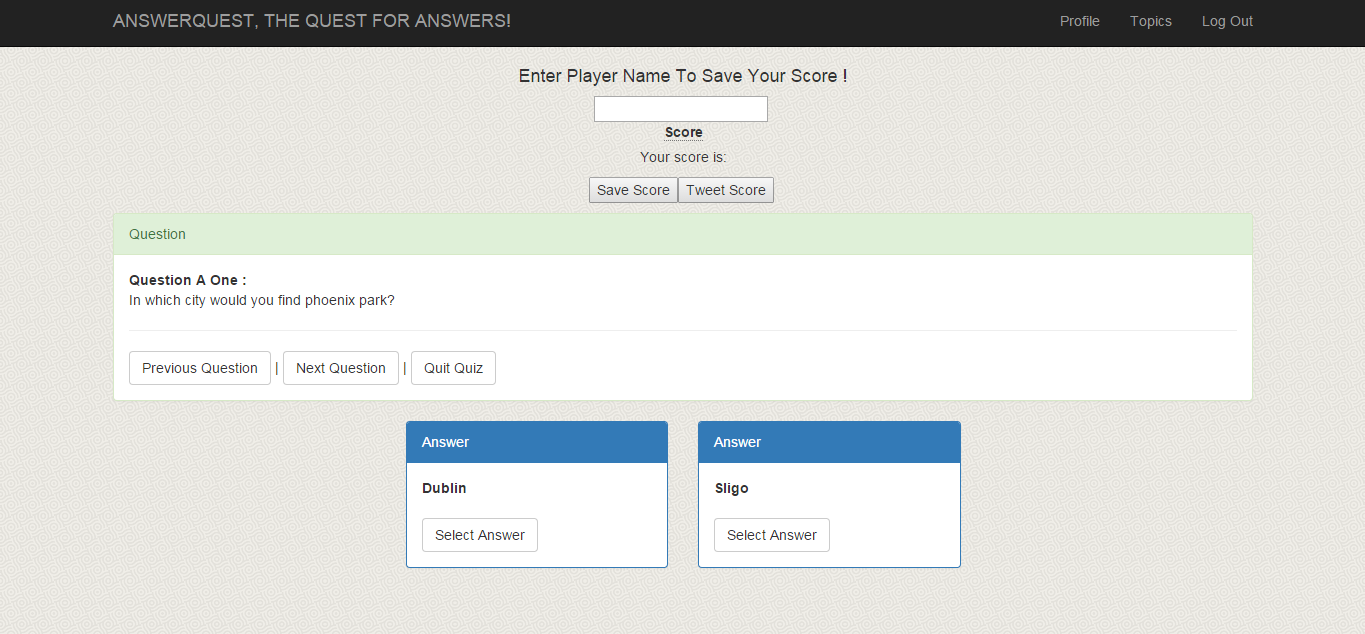 ANSWERQUEST, THE QUEST FOR ANSWERS! Profile Topics Log Out
Enter Player Name To Save Your Score !
Score
Your score is:
Save Score Tweet Score
Question
Question A One :
In which city would you find phoenix park?
Previous Question | Next Question | Quit Quiz
Answer Answer
Dublin Sligo
Select Answer Select Answer